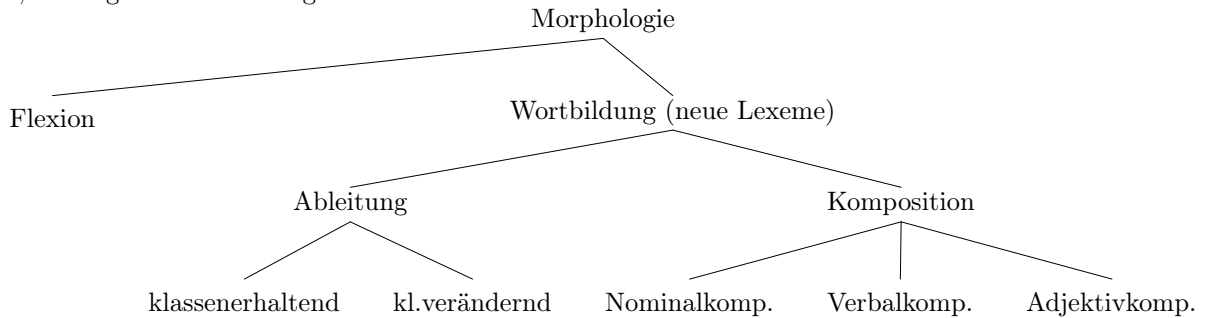 Morphologie
Flexion
Wortbildung (neue Lexeme)
Ableitung
Komposition
klassenerhaltend
kl.verändernd
Nominalkomp.
Verbalkomp.
Adjektivkomp.